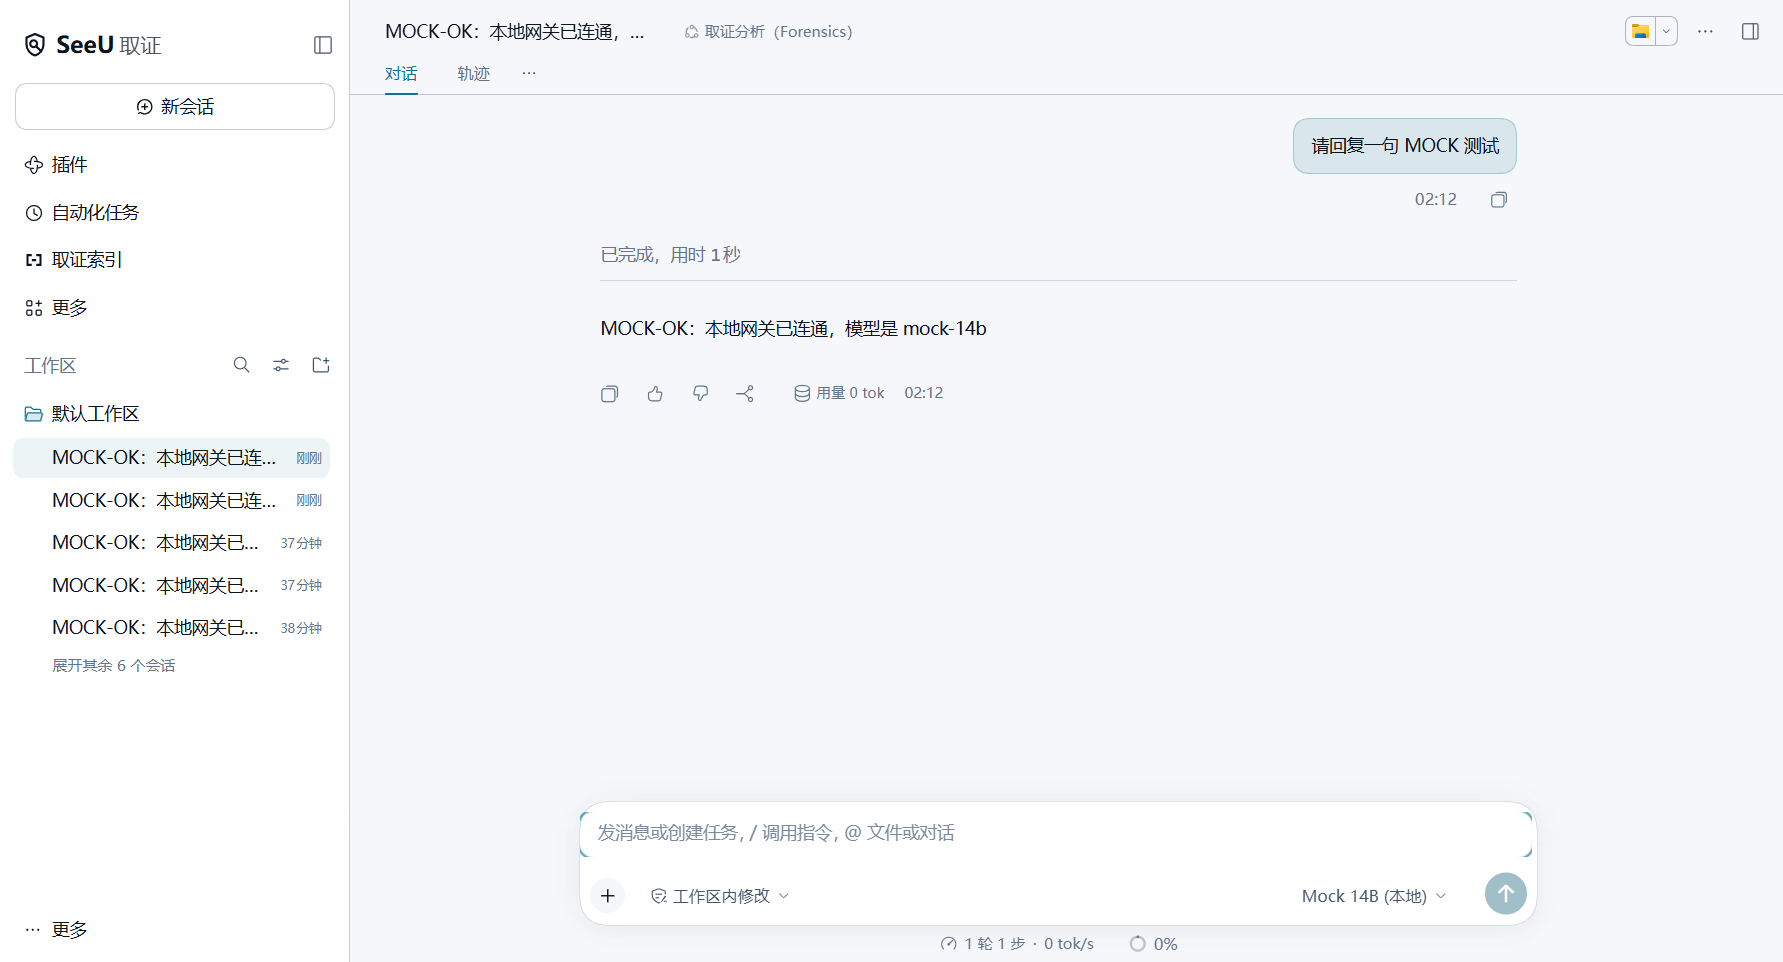 SeeU 取证
新会话
插件
自动化任务
取证索引
更多
工作区
默认工作区
MOCK-OK：本地网关已连... 刚刚
MOCK-OK：本地网关已连... 刚刚
MOCK-OK：本地网关已... 37分钟
MOCK-OK：本地网关已... 37分钟
MOCK-OK：本地网关已... 38分钟
展开其余 6 个会话
··· 更多
MOCK-OK：本地网关已连通，... 取证分析（Forensics）
对话 轨迹 ···
请回复一句 MOCK 测试
02:12
已完成，用时 1秒
MOCK-OK：本地网关已连通，模型是 mock-14b
用量 0 tok 02:12
发消息或创建任务, / 调用指令, @ 文件或对话
工作区内修改 Mock 14B (本地)
1 轮 1 步 · 0 tok/s 0%